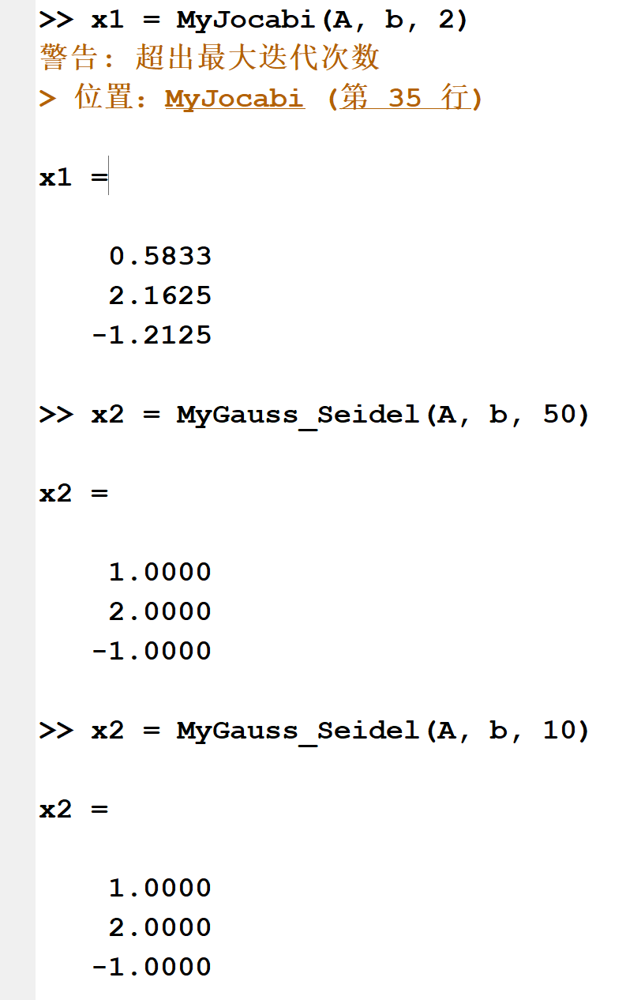 >> x1 = MyJocabi(A, b, 2)
警告: 超出最大迭代次数
> 位置: MyJocabi (第 35 行)
x1 =
0.5833
2.1625
-1.2125
>> x2 = MyGauss_Seidel(A, b, 50)
x2 =
1.0000
2.0000
-1.0000
>> x2 = MyGauss_Seidel(A, b, 10)
x2 =
1.0000
2.0000
-1.0000